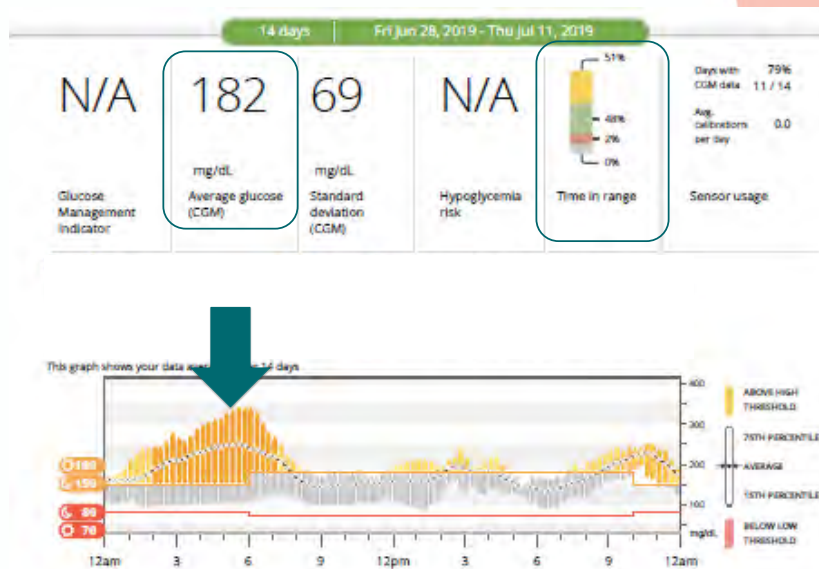 14 days Fri Jun 28, 2019 - Thu Jul 11, 2019
N/A
182
69
N/A
51%
48%
2%
0%
Days with
CGM data
79%
11 / 14
Avg.
calibrations
per day
0.0
mg/dL
mg/dL
Glucose
Management
Indicator
Average glucose
(CGM)
Standard
deviation
(CGM)
Hypoglycemia
risk
Time in range
Sensor usage
This graph shows your data 14 days
400
300
200
100
mg/dL
180
150
80
70
12am 3 6 9 12pm 3 6 9 12am
ABOVE HIGH
THRESHOLD
75TH PERCENTILE
AVERAGE
BELOW LOW
THRESHOLD